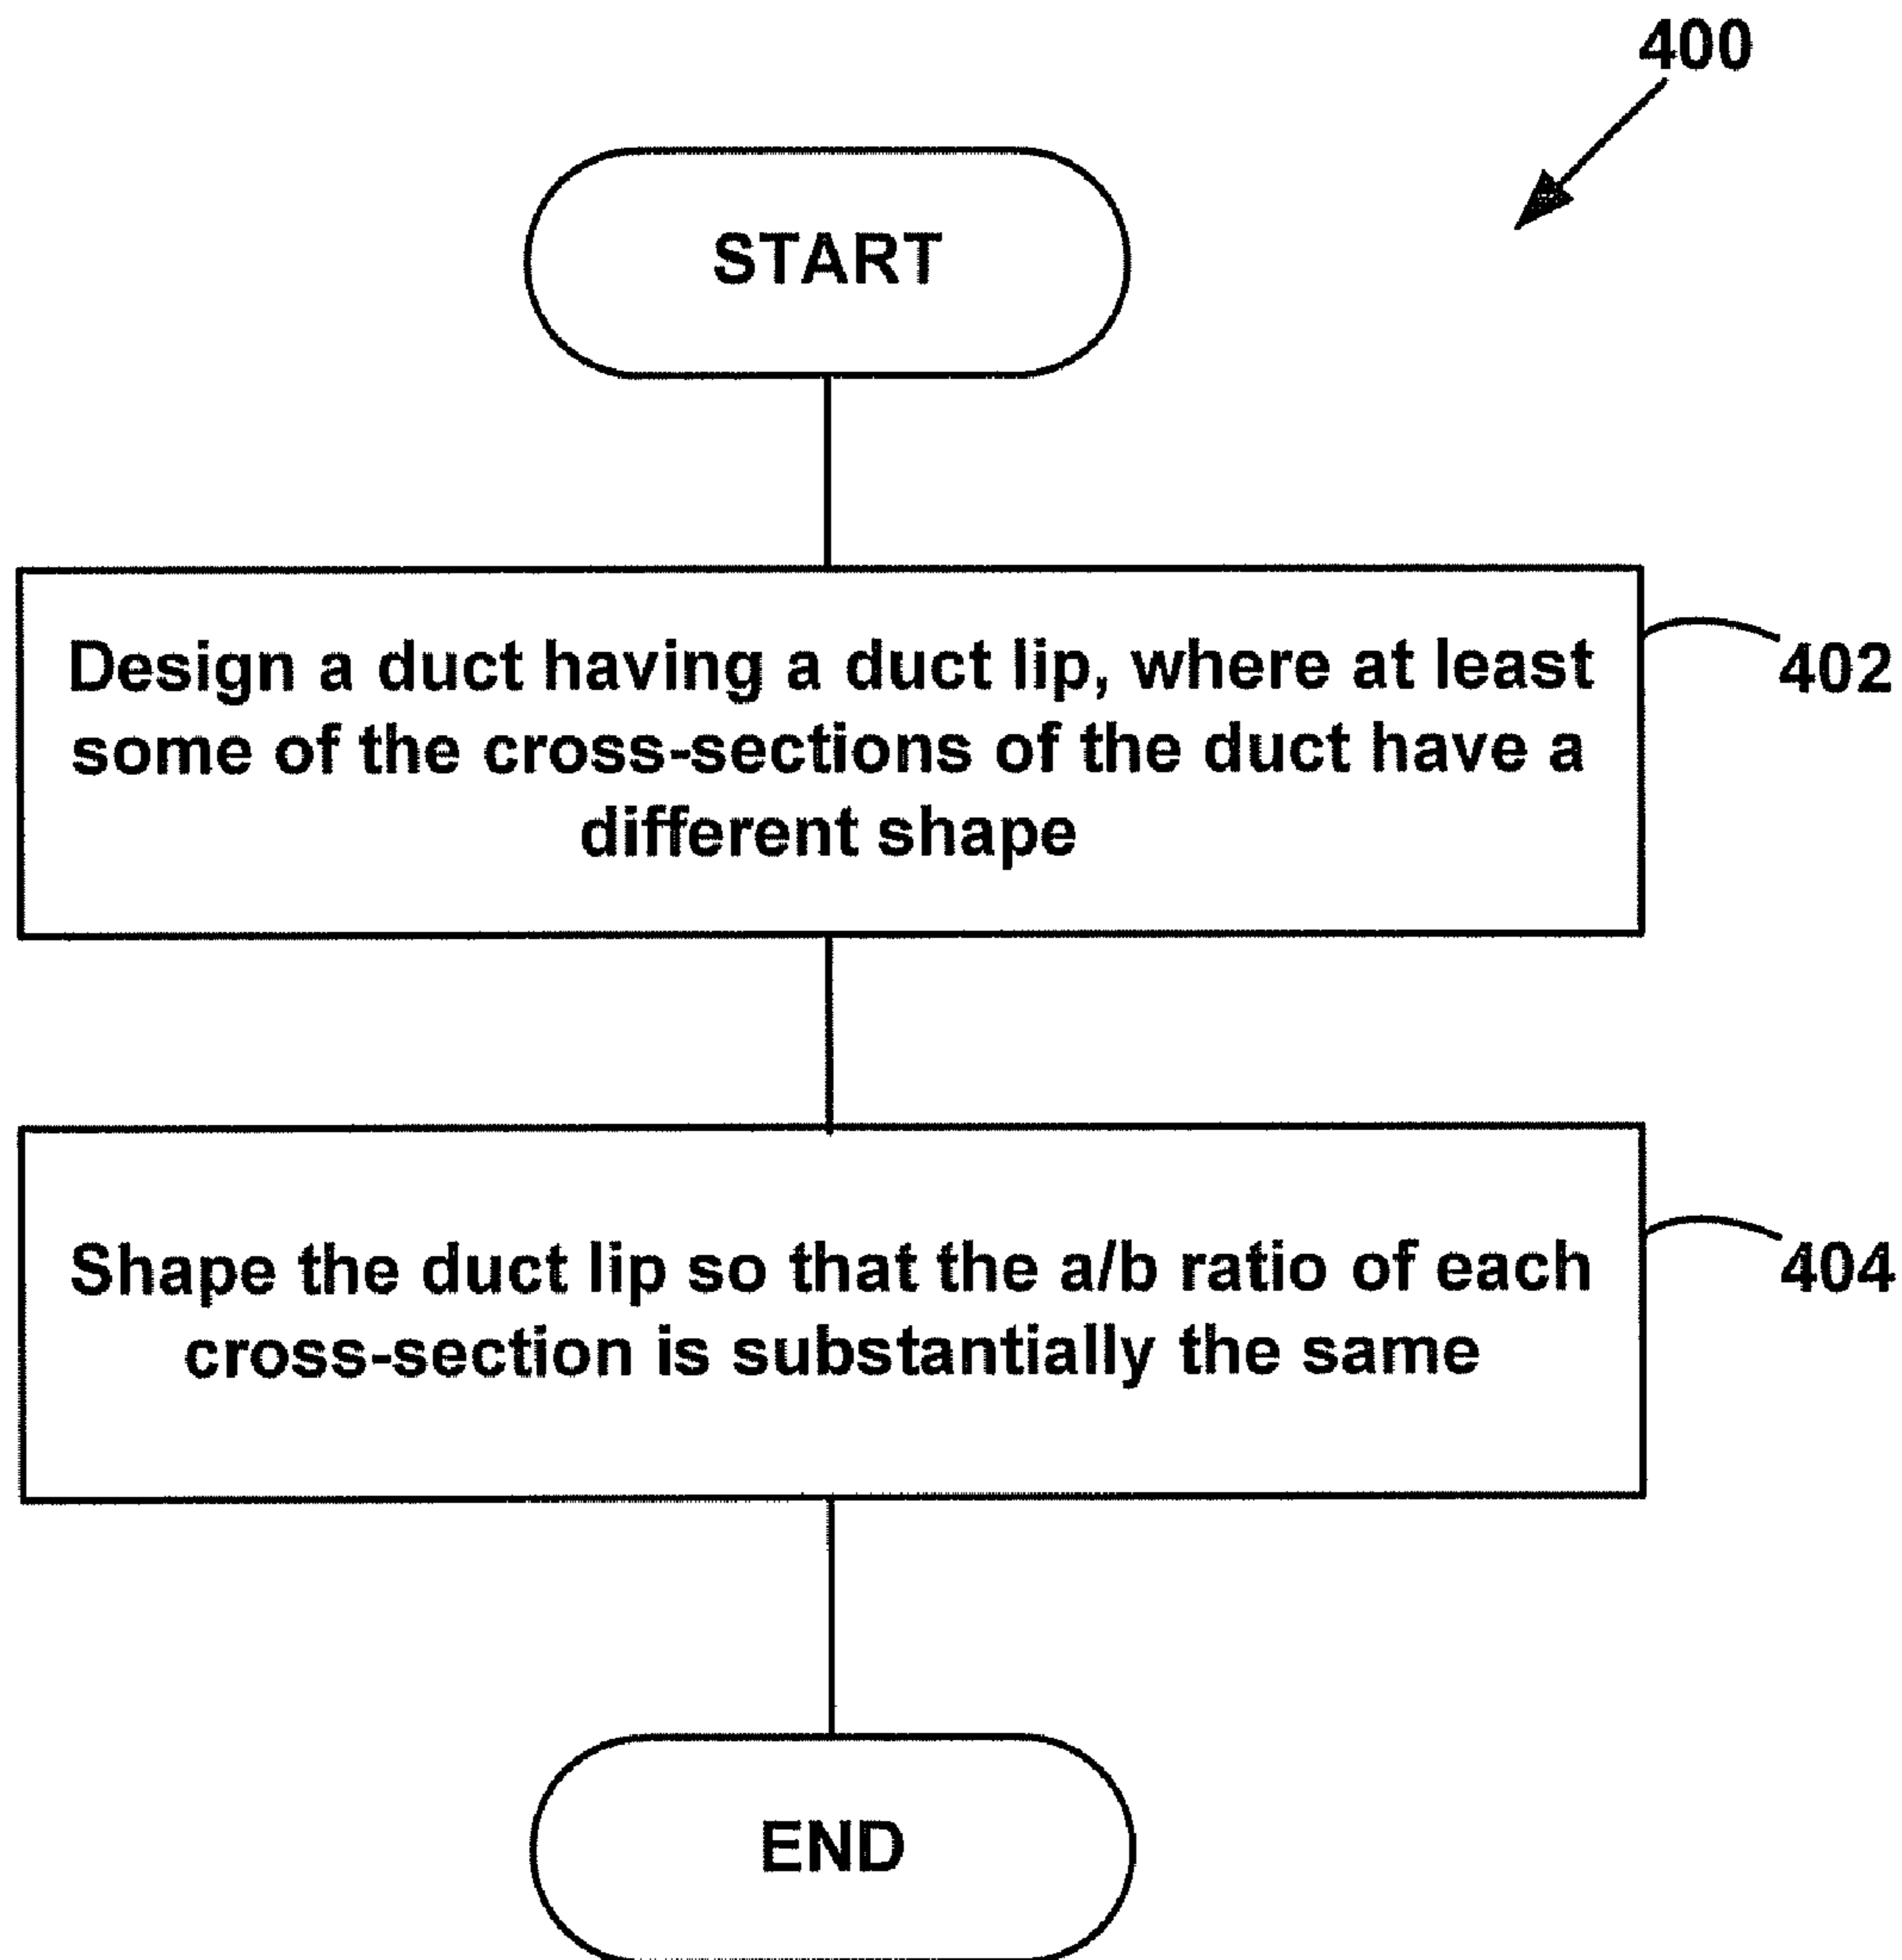 400
START
Design a duct having a duct lip, where at least
some of the cross-sections of the duct have a
different shape
402
Shape the duct lip so that the a/b ratio of each
cross-section is substantially the same
404
END